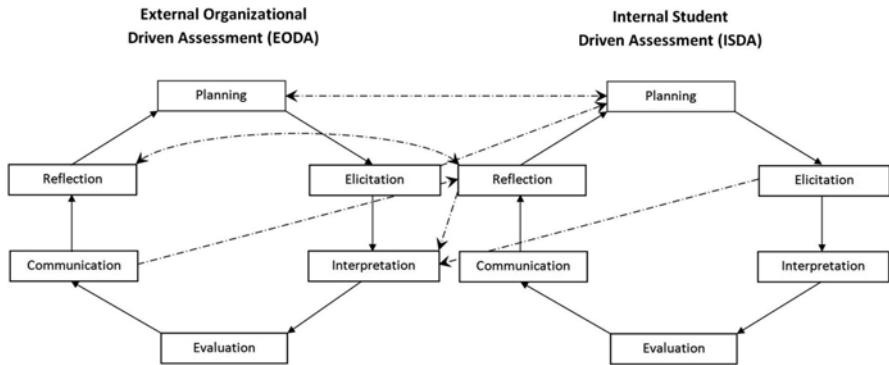 External Organizational
Driven Assessment (EODA)
Internal Student
Driven Assessment (ISDA)
Planning
Planning
Reflection
Elicitation
Reflection
Elicitation
Communication
Interpretation
Communication
Interpretation
Evaluation
Evaluation